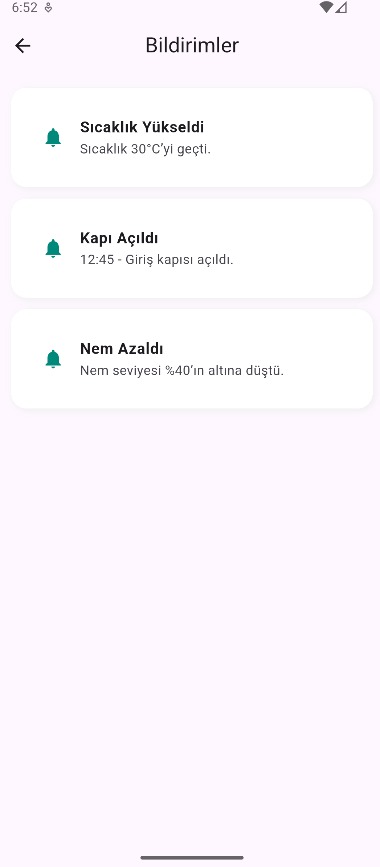 6:52
Bildirimler
Sıcaklık Yükseldi
Sıcaklık 30°C’yi geçti.
Kapı Açıldı
12:45 - Giriş kapısı açıldı.
Nem Azaldı
Nem seviyesi %40’ın altına düştü.